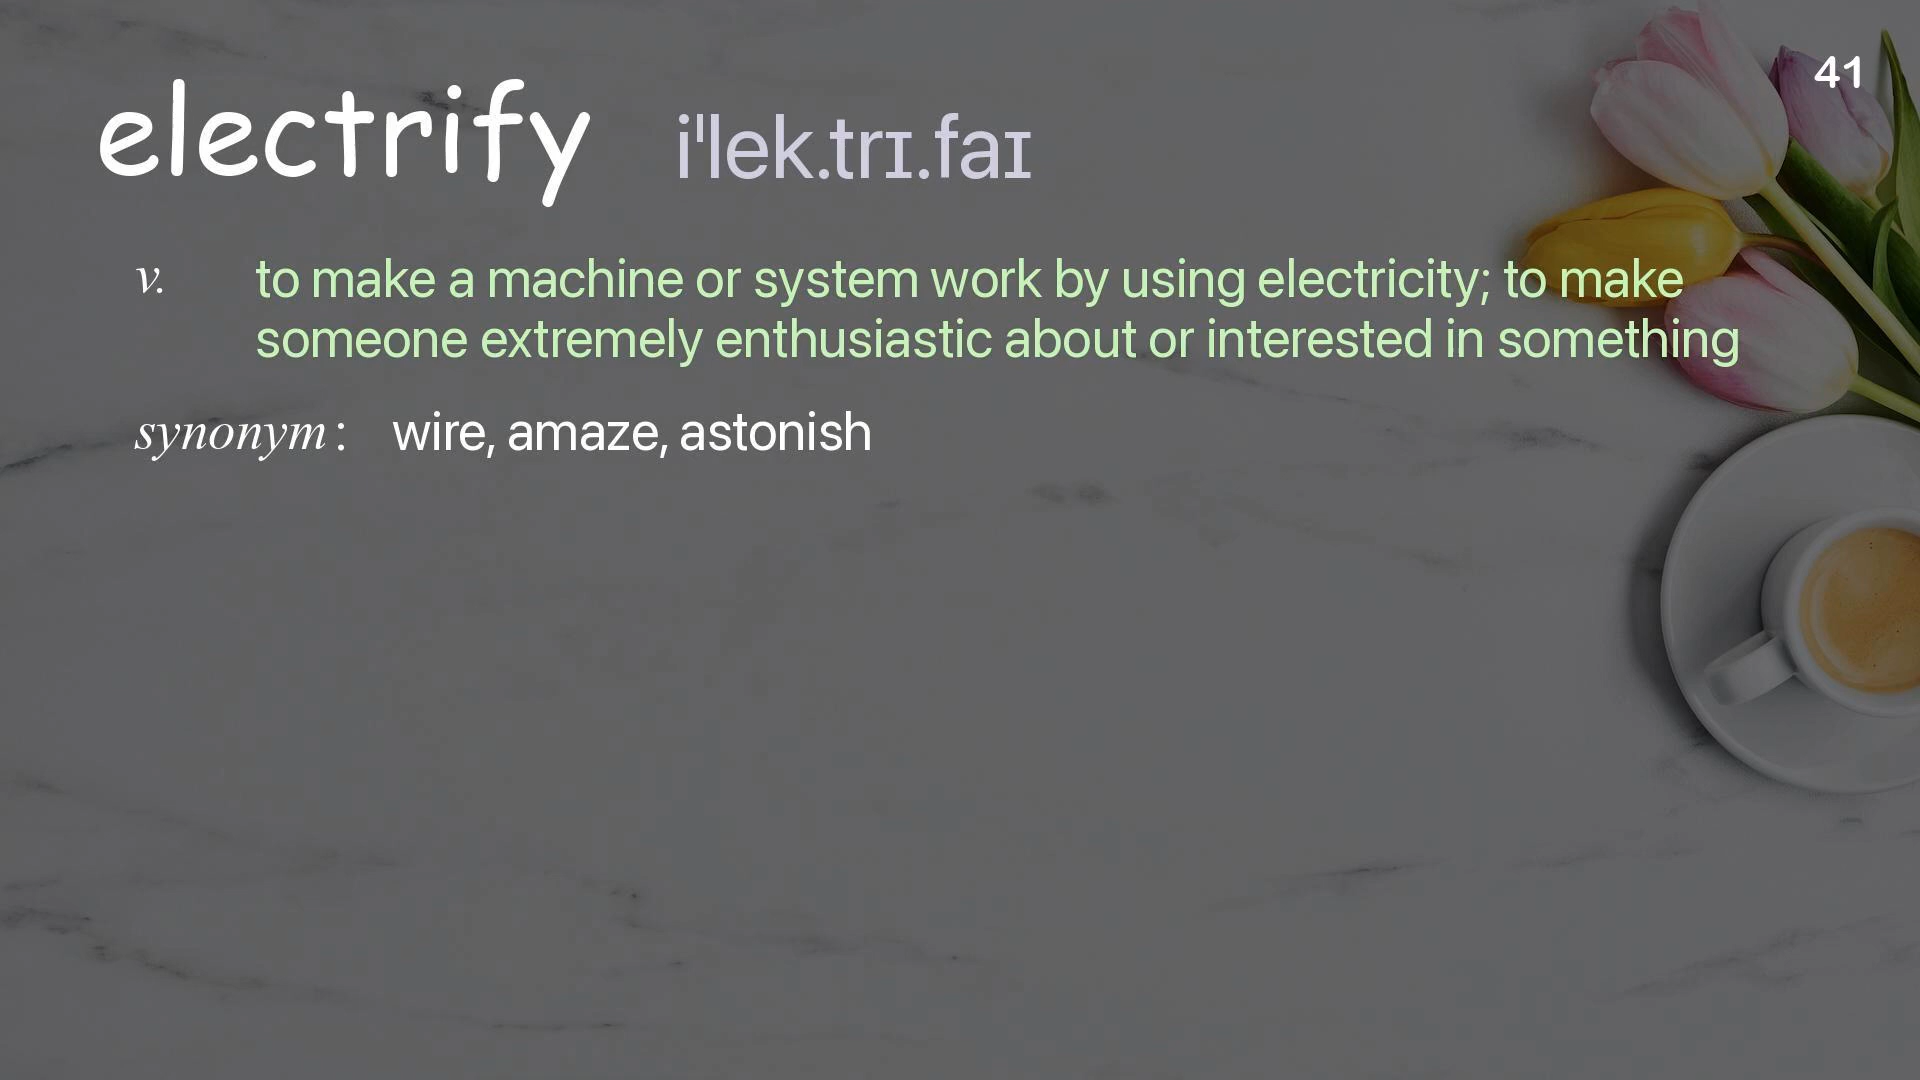 41
electrify iˈlek.trɪ.faɪ
v. to make a machine or system work by using electricity; to make
someone extremely enthusiastic about or interested in something
synonym: wire, amaze, astonish